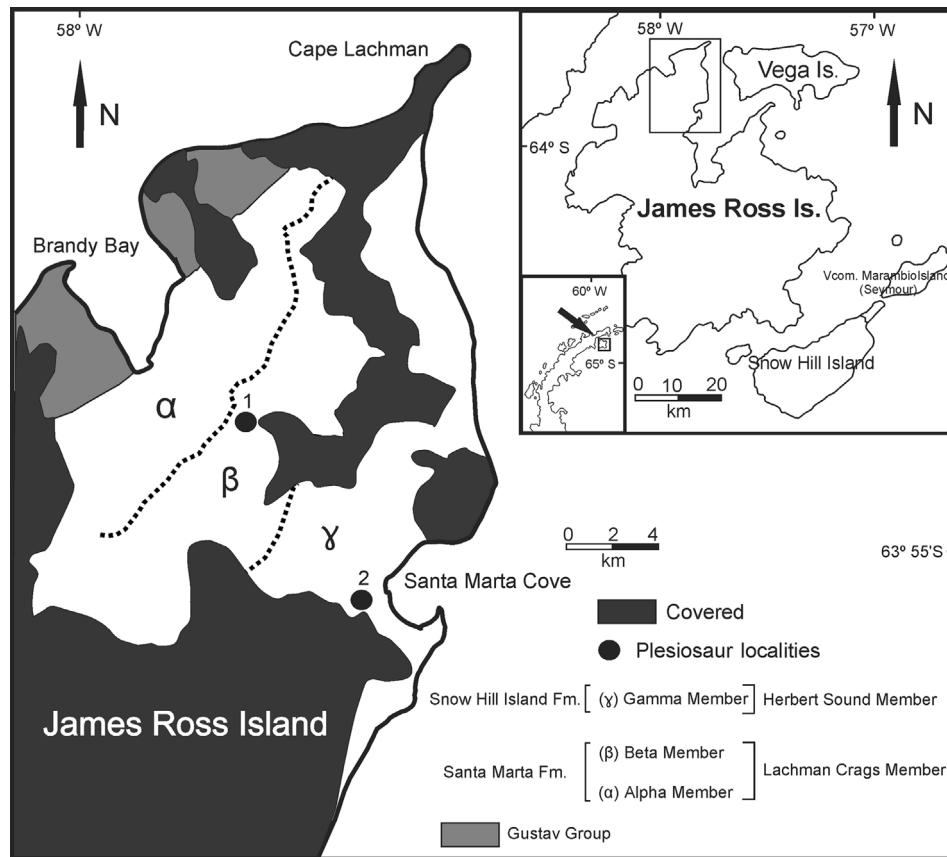 58º W
Cape Lachman
N
Brandy Bay
α
1
β
γ
2
Santa Marta Cove
James Ross Island
58º W
57º W
Vega Is.
N
64º S
James Ross Is.
Vcom. MarambioIsland
(Seymour)
60º W
65º S
Snow Hill Island
0 10 20
km
0 2 4
km
63º 55'S
Covered
Plesiosaur localities
Snow Hill Island Fm. [ (γ) Gamma Member ] Herbert Sound Member
(β) Beta Member
Santa Marta Fm. [ ] Lachman Crags Member
(α) Alpha Member
Gustav Group